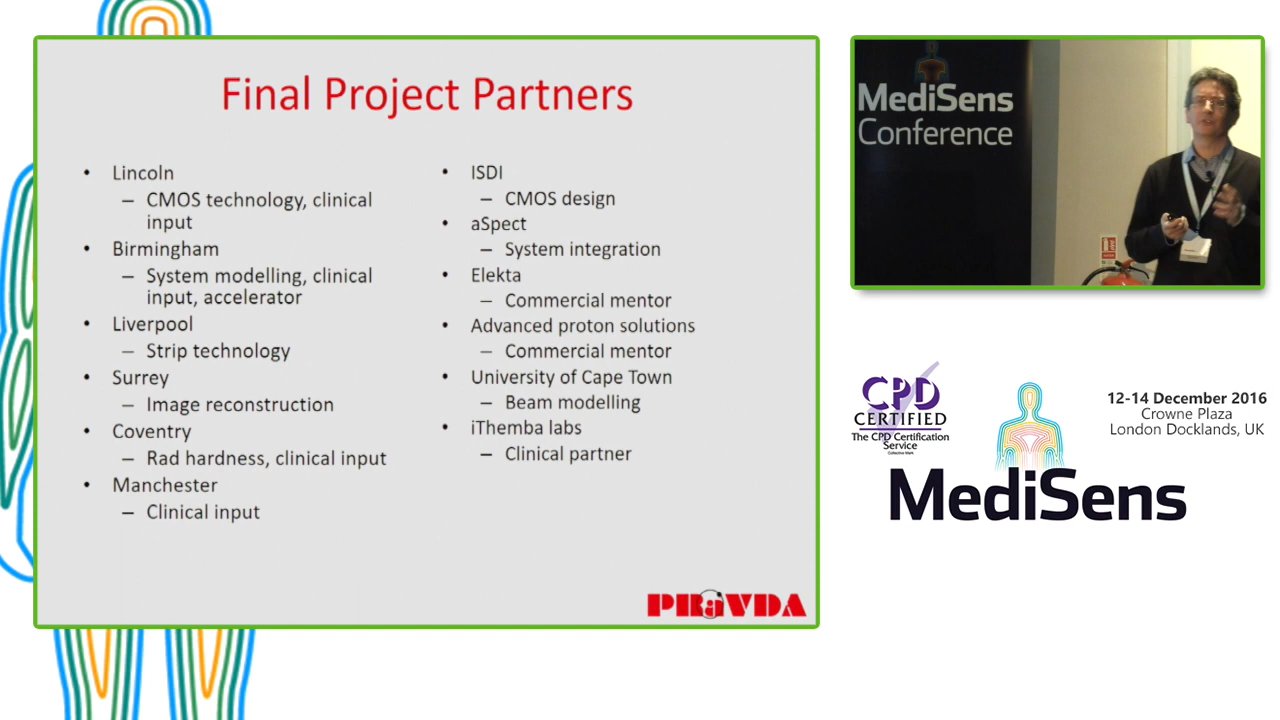 Final Project Partners
• Lincoln
– CMOS technology, clinical
input
• Birmingham
– System modelling, clinical
input, accelerator
• Liverpool
– Strip technology
• Surrey
– Image reconstruction
• Coventry
– Rad hardness, clinical input
• Manchester
– Clinical input
• ISDI
– CMOS design
• aSpect
– System integration
• Elekta
– Commercial mentor
• Advanced proton solutions
– Commercial mentor
• University of Cape Town
– Beam modelling
• iThemba labs
– Clinical partner
PRaVDA
MediSens
Conference
CPD
CERTIFIED
The CPD Certification
Service
Collective Mark
12-14 December 2016
Crowne Plaza
London Docklands, UK
MediSens